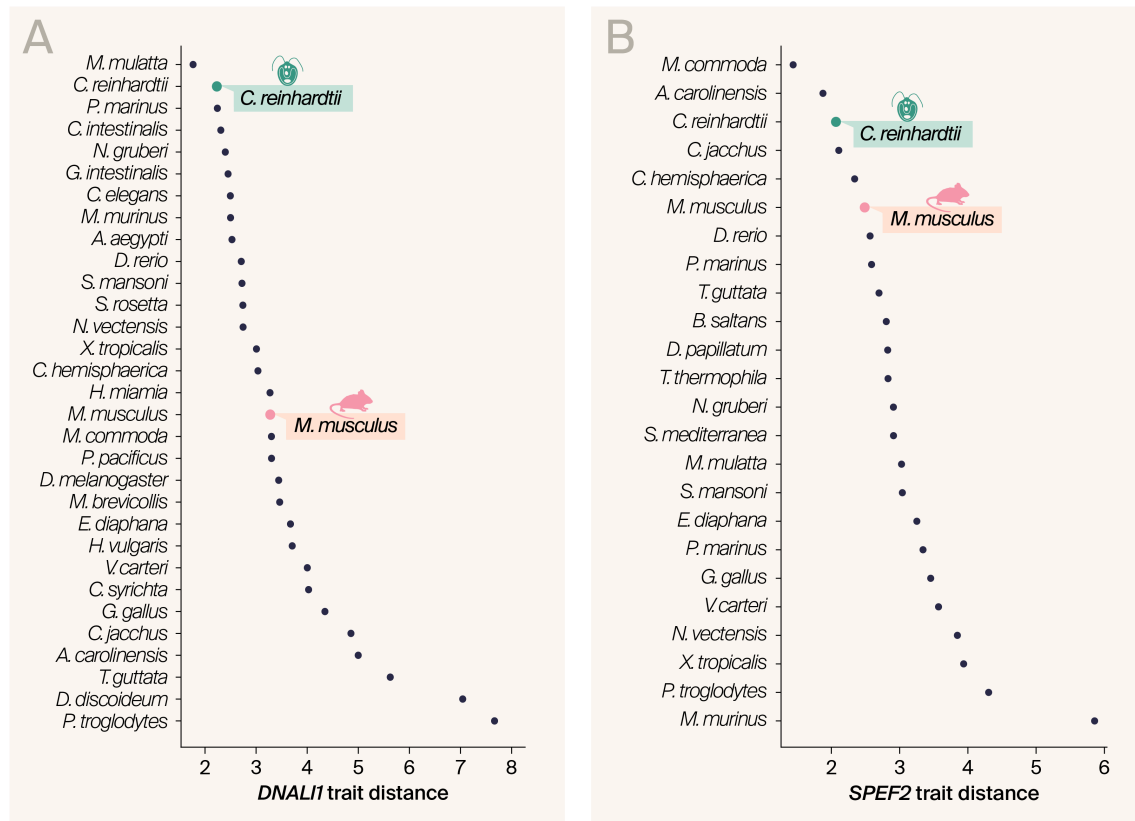 A
M. mulatta
C. reinhardtii
P. marinus
C. intestinalis
N. gruberi
G. intestinalis
C. elegans
M. murinus
A. aegypti
D. rerio
S. mansoni
S. rosetta
N. vectensis
X. tropicalis
C. hemisphaerica
H. miamia
M. musculus
M. commoda
P. pacificus
D. melanogaster
M. brevicollis
E. diaphana
H. vulgaris
V. carteri
C. syrichta
G. gallus
C. jacchus
A. carolinensis
T. guttata
D. discoideum
P. troglodytes
C. reinhardtii
M. musculus
2 3 4 5 6 7 8
DNALI1 trait distance
B
M. commoda
A. carolinensis
C. reinhardtii
C. jacchus
C. hemisphaerica
M. musculus
D. rerio
P. marinus
T. guttata
B. saltans
D. papillatum
T. thermophila
N. gruberi
S. mediterranea
M. mulatta
S. mansoni
E. diaphana
P. marinus
G. gallus
V. carteri
N. vectensis
X. tropicalis
P. troglodytes
M. murinus
C. reinhardtii
M. musculus
2 3 4 5 6
SPEF2 trait distance